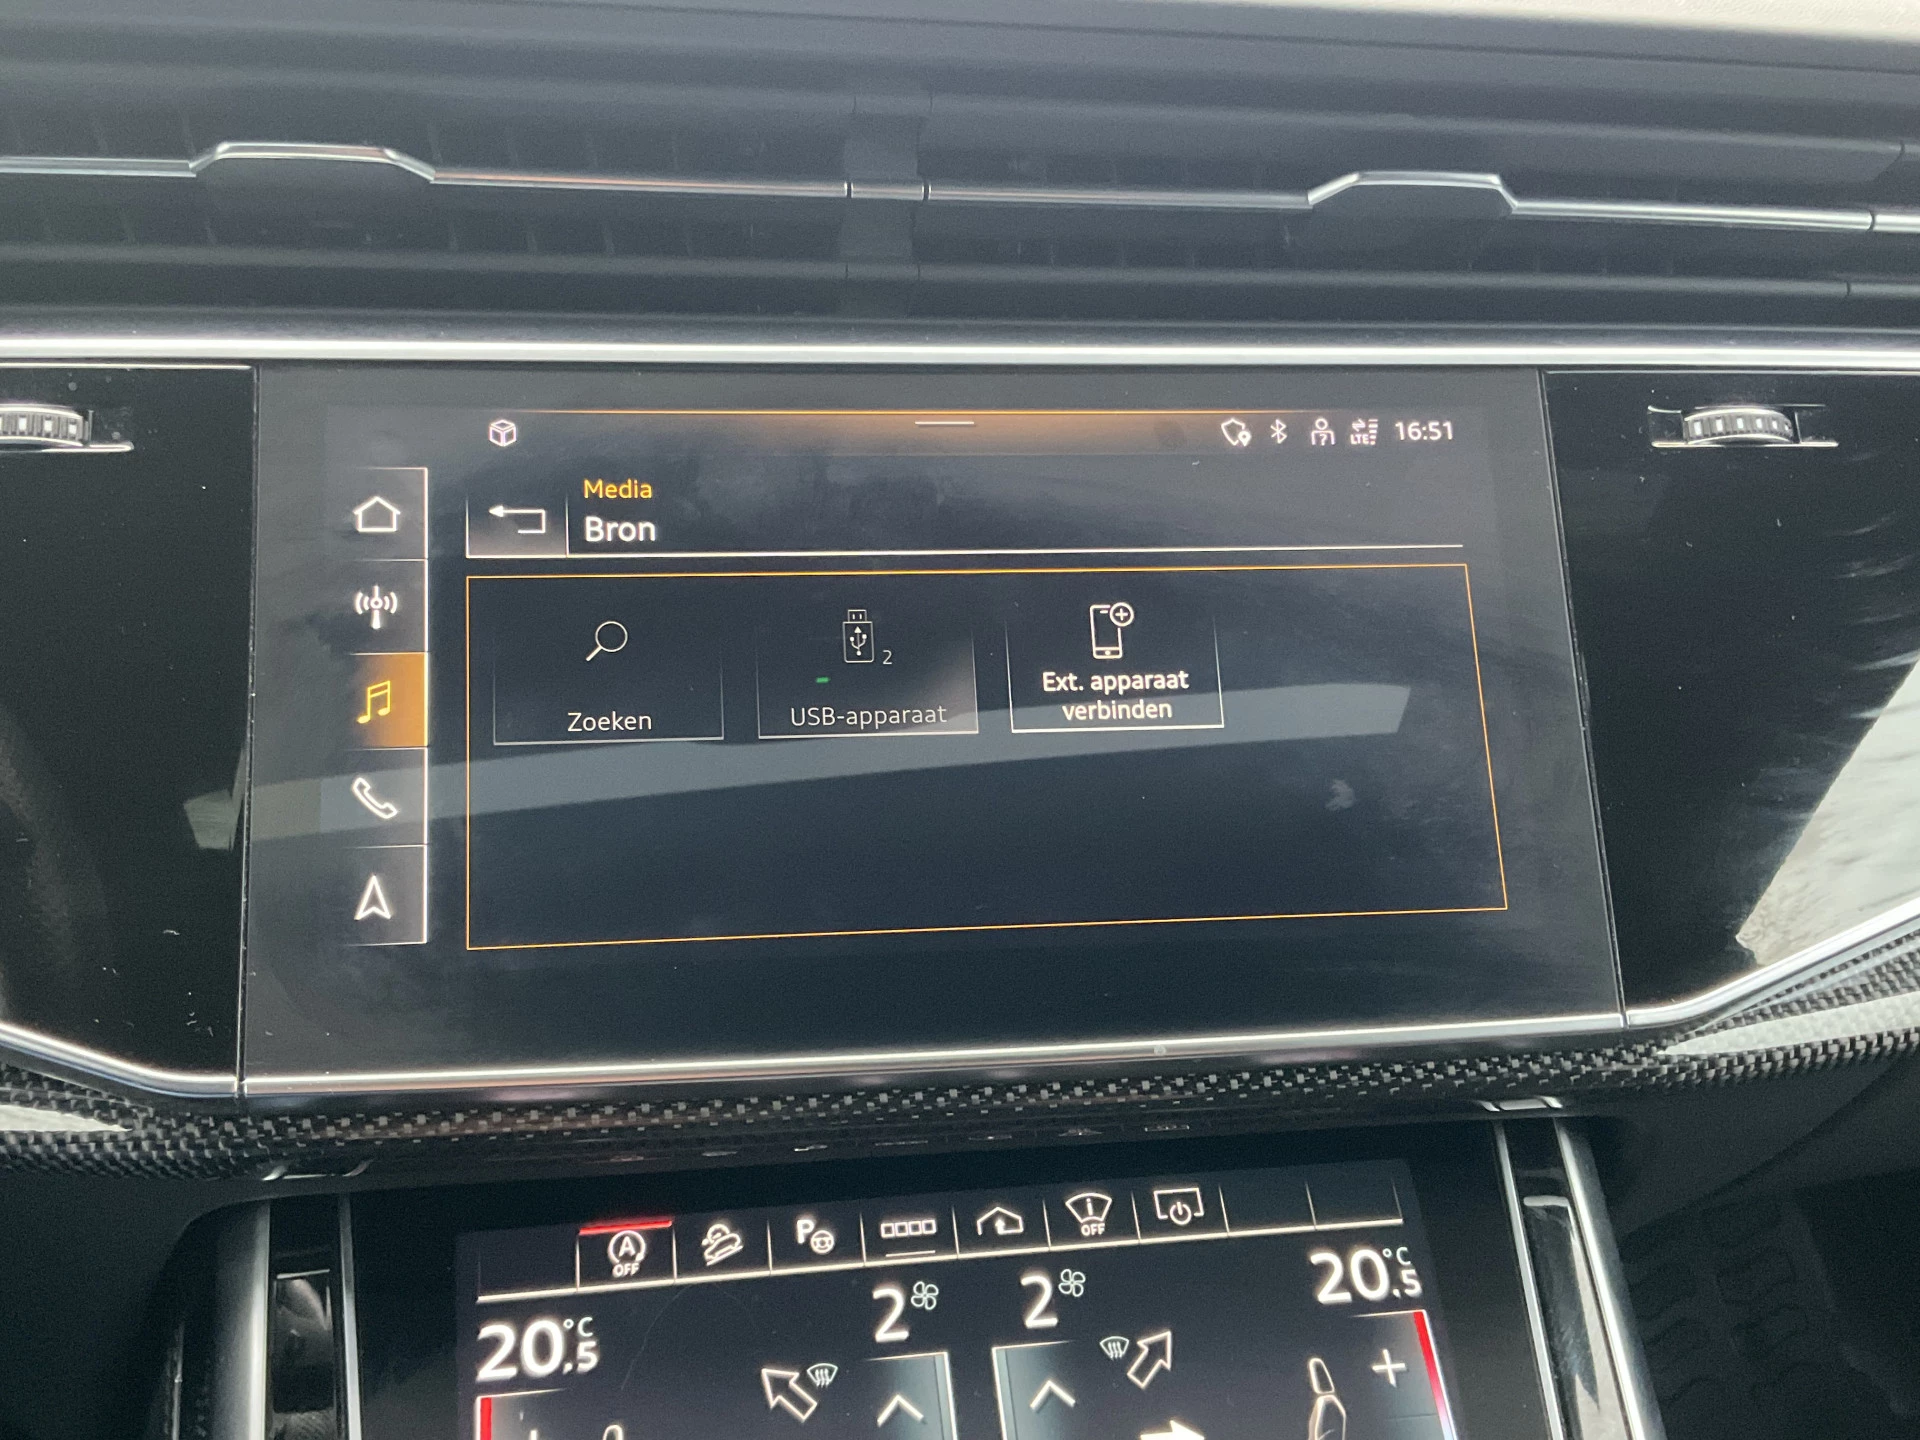 LTE 16:51
Media
Bron
2
Zoeken
USB-apparaat
Ext. apparaat
verbinden
A
OFF
P
OFF
20.5 °C
2
2
20.5 °C